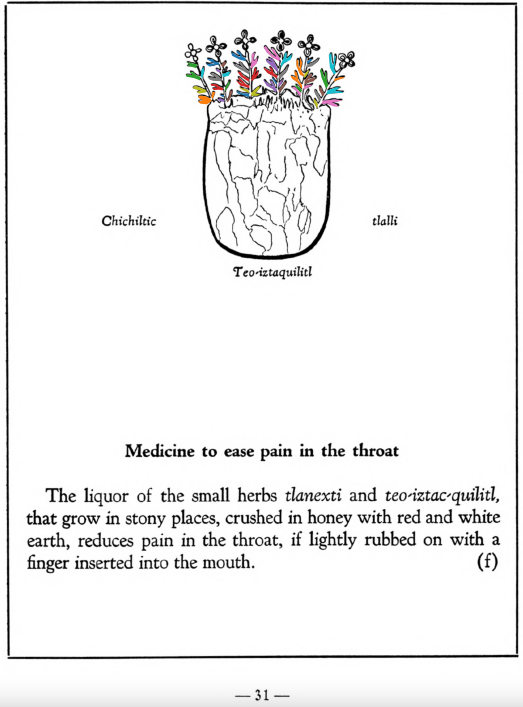 Chichiltic tlalli
Teo-iztaquilitl
Medicine to ease pain in the throat
The liquor of the small herbs tlanexti and teo-iztac-quilitl,
that grow in stony places, crushed in honey with red and white
earth, reduces pain in the throat, if lightly rubbed on with a
finger inserted into the mouth. (f)
— 31 —